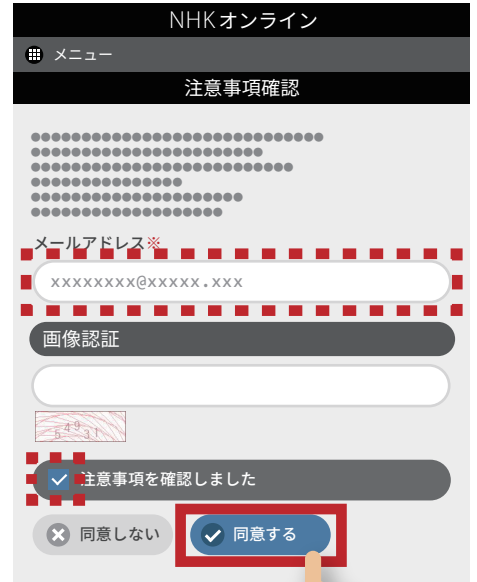 NHKオンライン
メニュー
注意事項確認
メールアドレス※
xxxxxxxx@xxxxx.xxx
画像認証
54931
注意事項を確認しました
同意しない
同意する